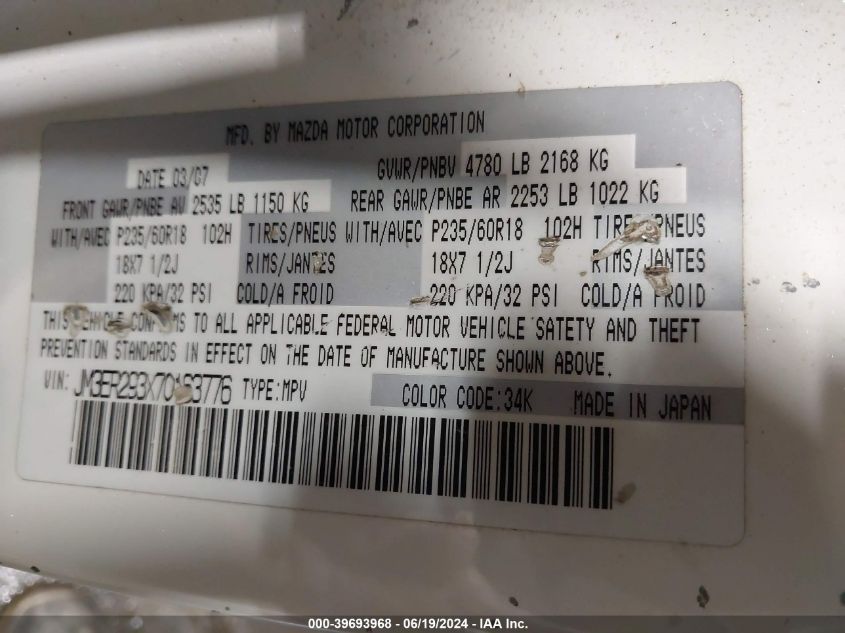 MFD. BY MAZDA MOTOR CORPORATION
DATE 03/07 GVWR/PNBV 4780 LB 2168 KG
FRONT GAWR/PNBE AV 2535 LB 1150 KG REAR GAWR/PNBE AR 2253 LB 1022 KG
WITH/AVEC P235/60R18 102H TIRES/PNEUS WITH/AVEC P235/60R18 102H TIRES/PNEUS
18X7 1/2J RIMS/JANTES 18X7 1/2J RIMS/JANTES
220 KPA/32 PSI COLD/A FROID 220 KPA/32 PSI COLD/A FROID
THIS VEHICLE CONFORMS TO ALL APPLICABLE FEDERAL MOTOR VEHICLE SAFETY AND THEFT
PREVENTION STANDARDS IN EFFECT ON THE DATE OF MANUFACTURE SHOWN ABOVE.
VIN: JM3ER293X70163776 TYPE:MPV COLOR CODE:34K MADE IN JAPAN
000-39693968 - 06/19/2024 - IAA Inc.